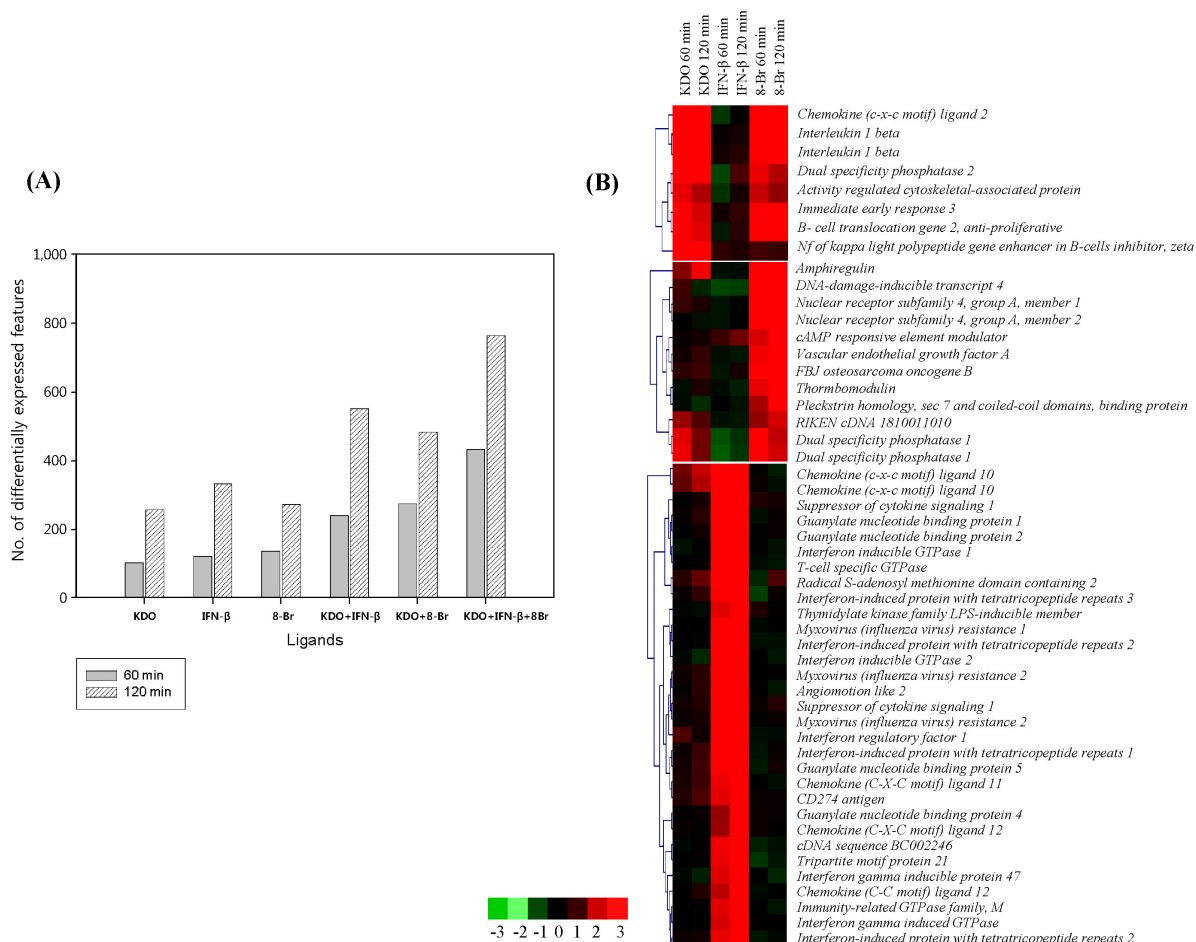 (A)
1,000
800
600
400
200
0
No. of differentially expressed features
KDO IFN-β 8-Br KDO+IFN-β KDO+8-Br KDO+IFN-β+8Br
Ligands
60 min
120 min
(B)
KDO 60 min
KDO 120 min
IFN-β 60 min
IFN-β 120 min
8-Br 60 min
8-Br 120 min
Chemokine (c-x-c motif) ligand 2
Interleukin 1 beta
Interleukin 1 beta
Dual specificity phosphatase 2
Activity regulated cytoskeletal-associated protein
Immediate early response 3
B- cell translocation gene 2, anti-proliferative
Nf of kappa light polypeptide gene enhancer in B-cells inhibitor, zeta
Amphiregulin
DNA-damage-inducible transcript 4
Nuclear receptor subfamily 4, group A, member 1
Nuclear receptor subfamily 4, group A, member 2
cAMP responsive element modulator
Vascular endothelial growth factor A
FBJ osteosarcoma oncogene B
Thormbomodulin
Pleckstrin homology, sec 7 and coiled-coil domains, binding protein
RIKEN cDNA 1810011010
Dual specificity phosphatase 1
Dual specificity phosphatase 1
Chemokine (c-x-c motif) ligand 10
Chemokine (c-x-c motif) ligand 10
Suppressor of cytokine signaling 1
Guanylate nucleotide binding protein 1
Guanylate nucleotide binding protein 2
Interferon inducible GTPase 1
T-cell specific GTPase
Radical S-adenosyl methionine domain containing 2
Interferon-induced protein with tetratricopeptide repeats 3
Thymidylate kinase family LPS-inducible member
Myxovirus (influenza virus) resistance 1
Interferon-induced protein with tetratricopeptide repeats 2
Interferon inducible GTPase 2
Myxovirus (influenza virus) resistance 2
Angiomotion like 2
Suppressor of cytokine signaling 1
Myxovirus (influenza virus) resistance 2
Interferon regulatory factor 1
Interferon-induced protein with tetratricopeptide repeats 1
Guanylate nucleotide binding protein 5
Chemokine (C-X-C motif) ligand 11
CD274 antigen
Guanylate nucleotide binding protein 4
Chemokine (C-X-C motif) ligand 12
cDNA sequence BC002246
Tripartite motif protein 21
Interferon gamma inducible protein 47
Chemokine (C-C motif) ligand 12
Immunity-related GTPase family, M
Interferon gamma induced GTPase
Interferon-induced protein with tetratricopeptide repeats 2
-3 -2 -1 0 1 2 3